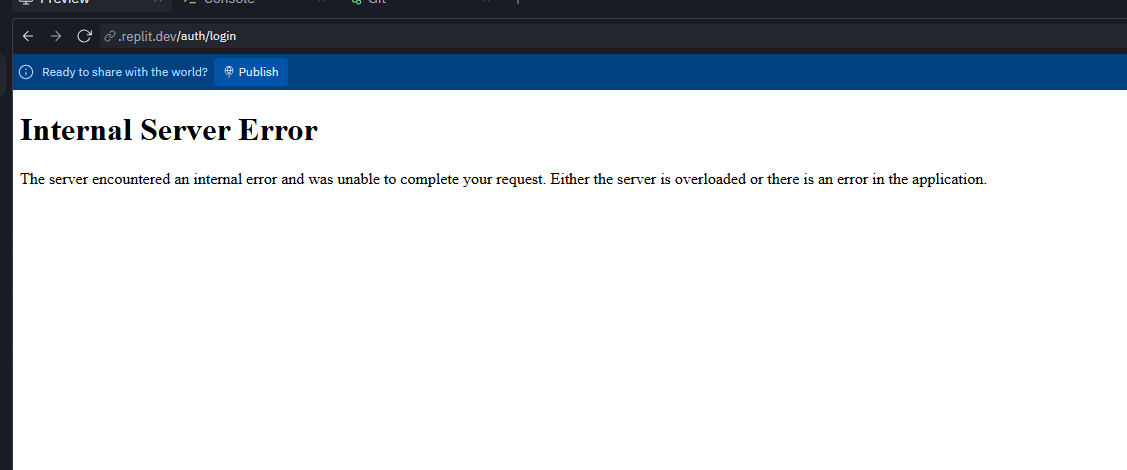 Preview
Console
Git
.replit.dev/auth/login
Ready to share with the world?
Publish
Internal Server Error
The server encountered an internal error and was unable to complete your request. Either the server is overloaded or there is an error in the application.